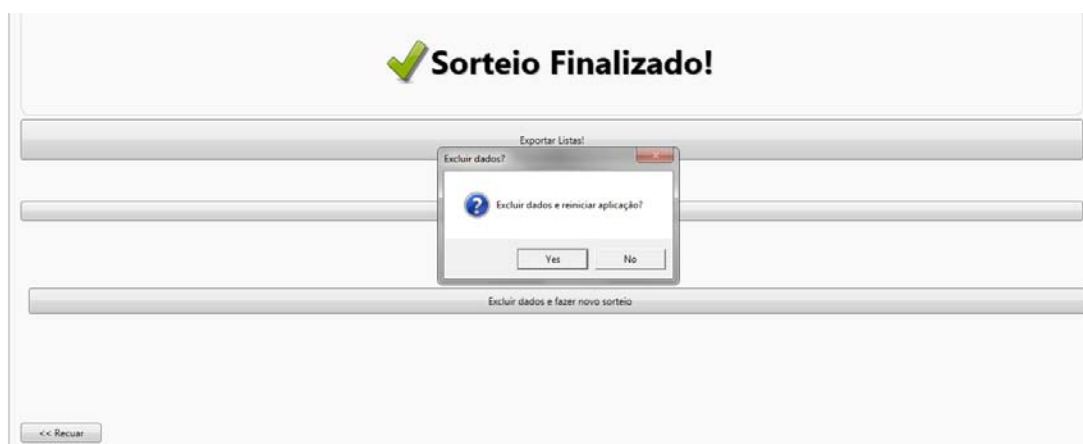 Sorteio Finalizado!
Exportar Listas!
Excluir dados?
Excluir dados e reiniciar aplicação?
Yes
No
Excluir dados e fazer novo sorteio
<< Recuar